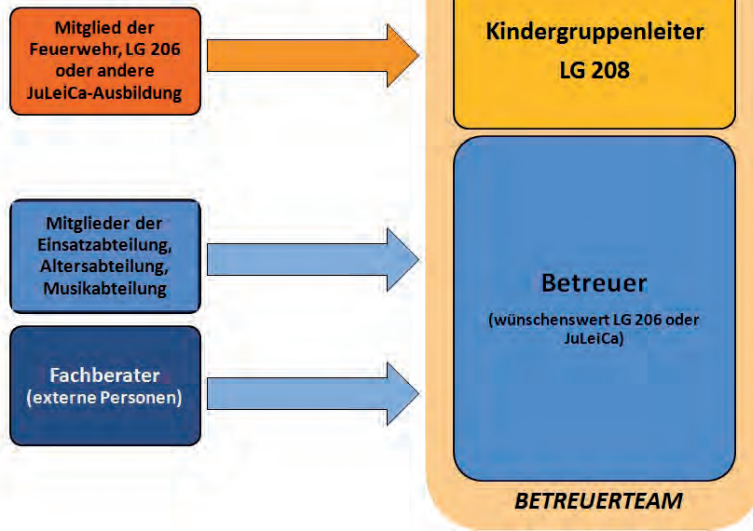 Mitglied der
Feuerwehr, LG 206
oder andere
JuLeiCa-Ausbildung
Kindergruppenleiter
LG 208
Mitglieder der
Einsatzabteilung,
Altersabteilung,
Musikabteilung
Betreuer
(wünschenswert LG 206 oder
JuLeiCa)
Fachberater
(externe Personen)
BETREUERTEAM